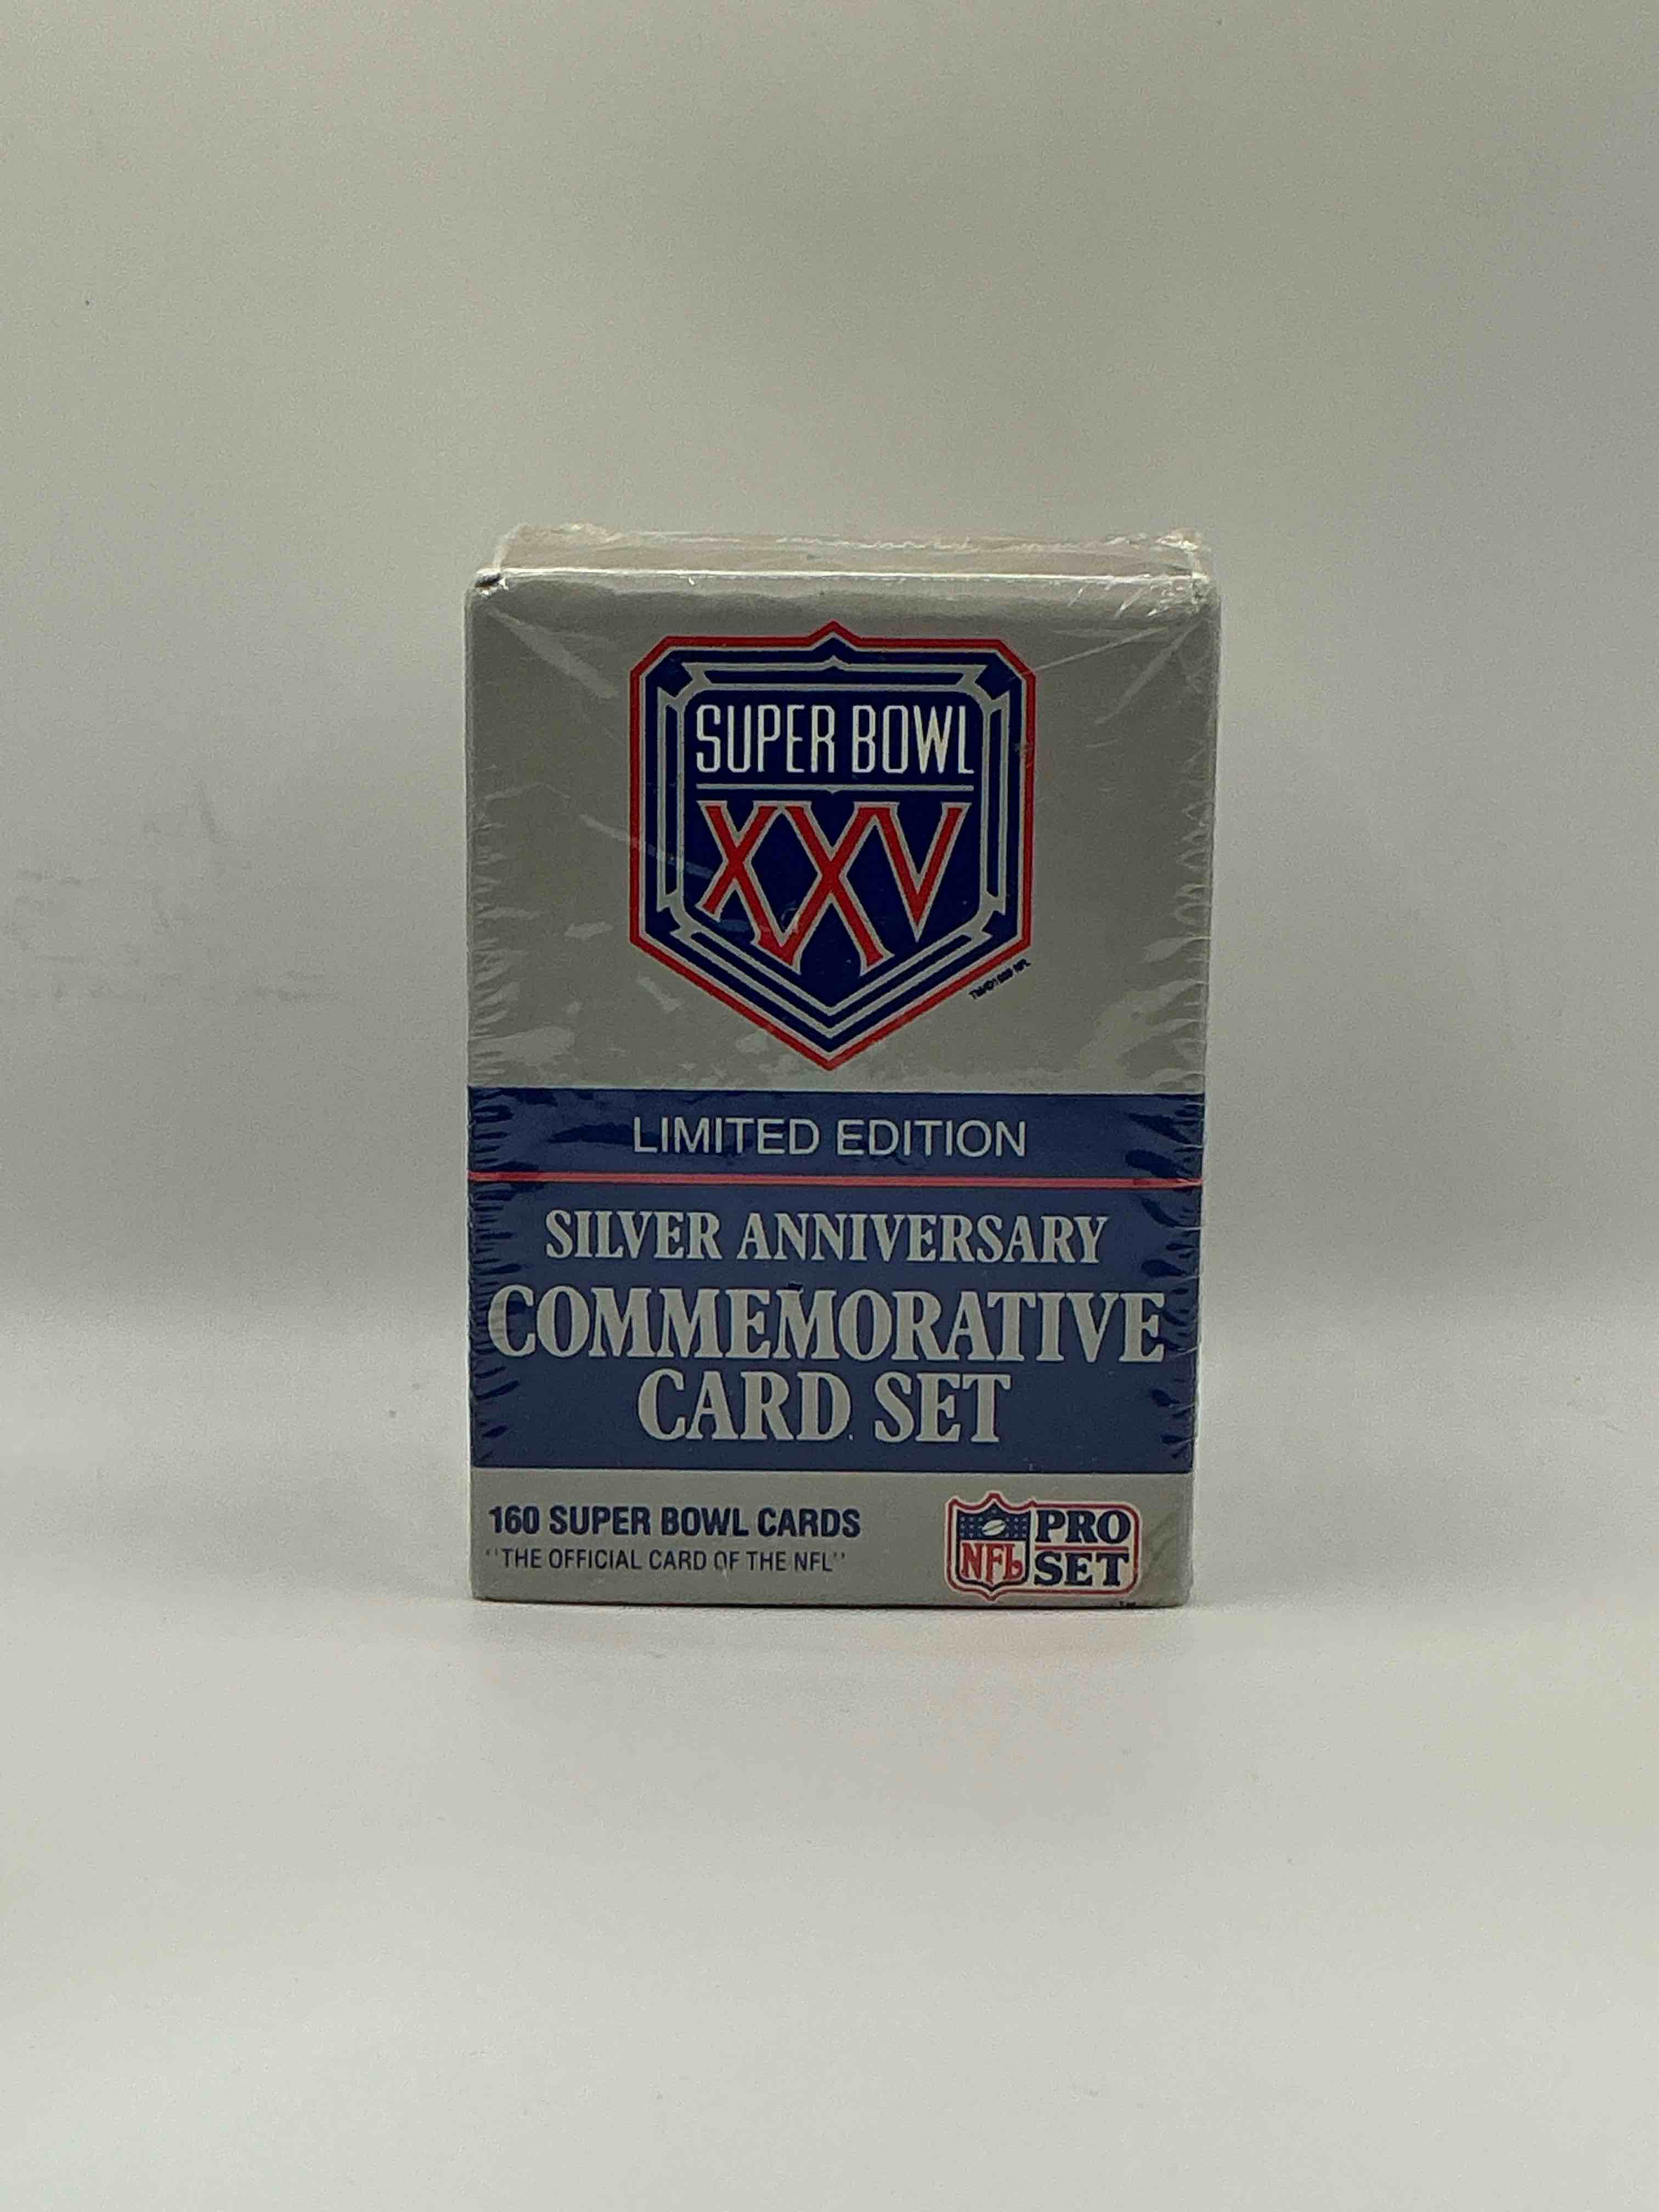 SUPER BOWL
XXV
LIMITED EDITION
SILVER ANNIVERSARY
COMMEMORATIVE
CARD SET
160 SUPER BOWL CARDS
"THE OFFICIAL CARD OF THE NFL"
NFL
PRO
SET